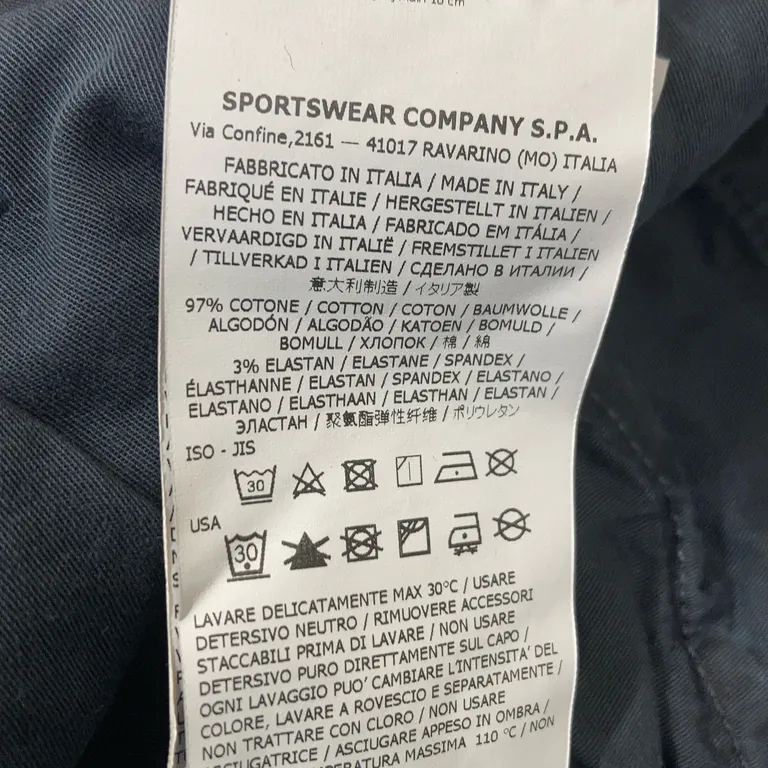 10 cm
SPORTSWEAR COMPANY S.P.A.
Via Confine,2161 — 41017 RAVARINO (MO) ITALIA
FABBRICATO IN ITALIA / MADE IN ITALY /
FABRIQUÉ EN ITALIE / HERGESTELLT IN ITALIEN /
HECHO EN ITALIA / FABRICADO EM ITÁLIA /
VERVAARDIGD IN ITALIË / FREMSTILLET I ITALIEN
/ TILLVERKAD I ITALIEN / СДЕЛАНО В ИТАЛИИ /
意大利制造 / イタリア製
97% COTONE / COTTON / COTON / BAUMWOLLE /
ALGODÓN / ALGODÃO / KATOEN / BOMULD /
BOMULL / ХЛОПОК / 棉 / 綿
3% ELASTAN / ELASTANE / SPANDEX /
ÉLASTHANNE / ELASTAN / SPANDEX / ELASTANO /
ELASTANO / ELASTHAAN / ELASTHAN / ELASTAN /
ЭЛАСТАН / 聚氨酯弹性纤维 / ポリウレタン
ISO - JIS
30
USA
30
LAVARE DELICATAMENTE MAX 30°C / USARE
DETERSIVO NEUTRO / RIMUOVERE ACCESSORI
STACCABILI PRIMA DI LAVARE / NON USARE
DETERSIVO PURO DIRETTAMENTE SUL CAPO /
OGNI LAVAGGIO PUO' CAMBIARE L'INTENSITA' DEL
COLORE, LAVARE A ROVESCIO E SEPARATAMENTE /
NON TRATTARE CON CLORO / NON USARE
ASCIUGATRICE / ASCIUGARE APPESO IN OMBRA /
TEMPERATURA MASSIMA 110 °C / NON